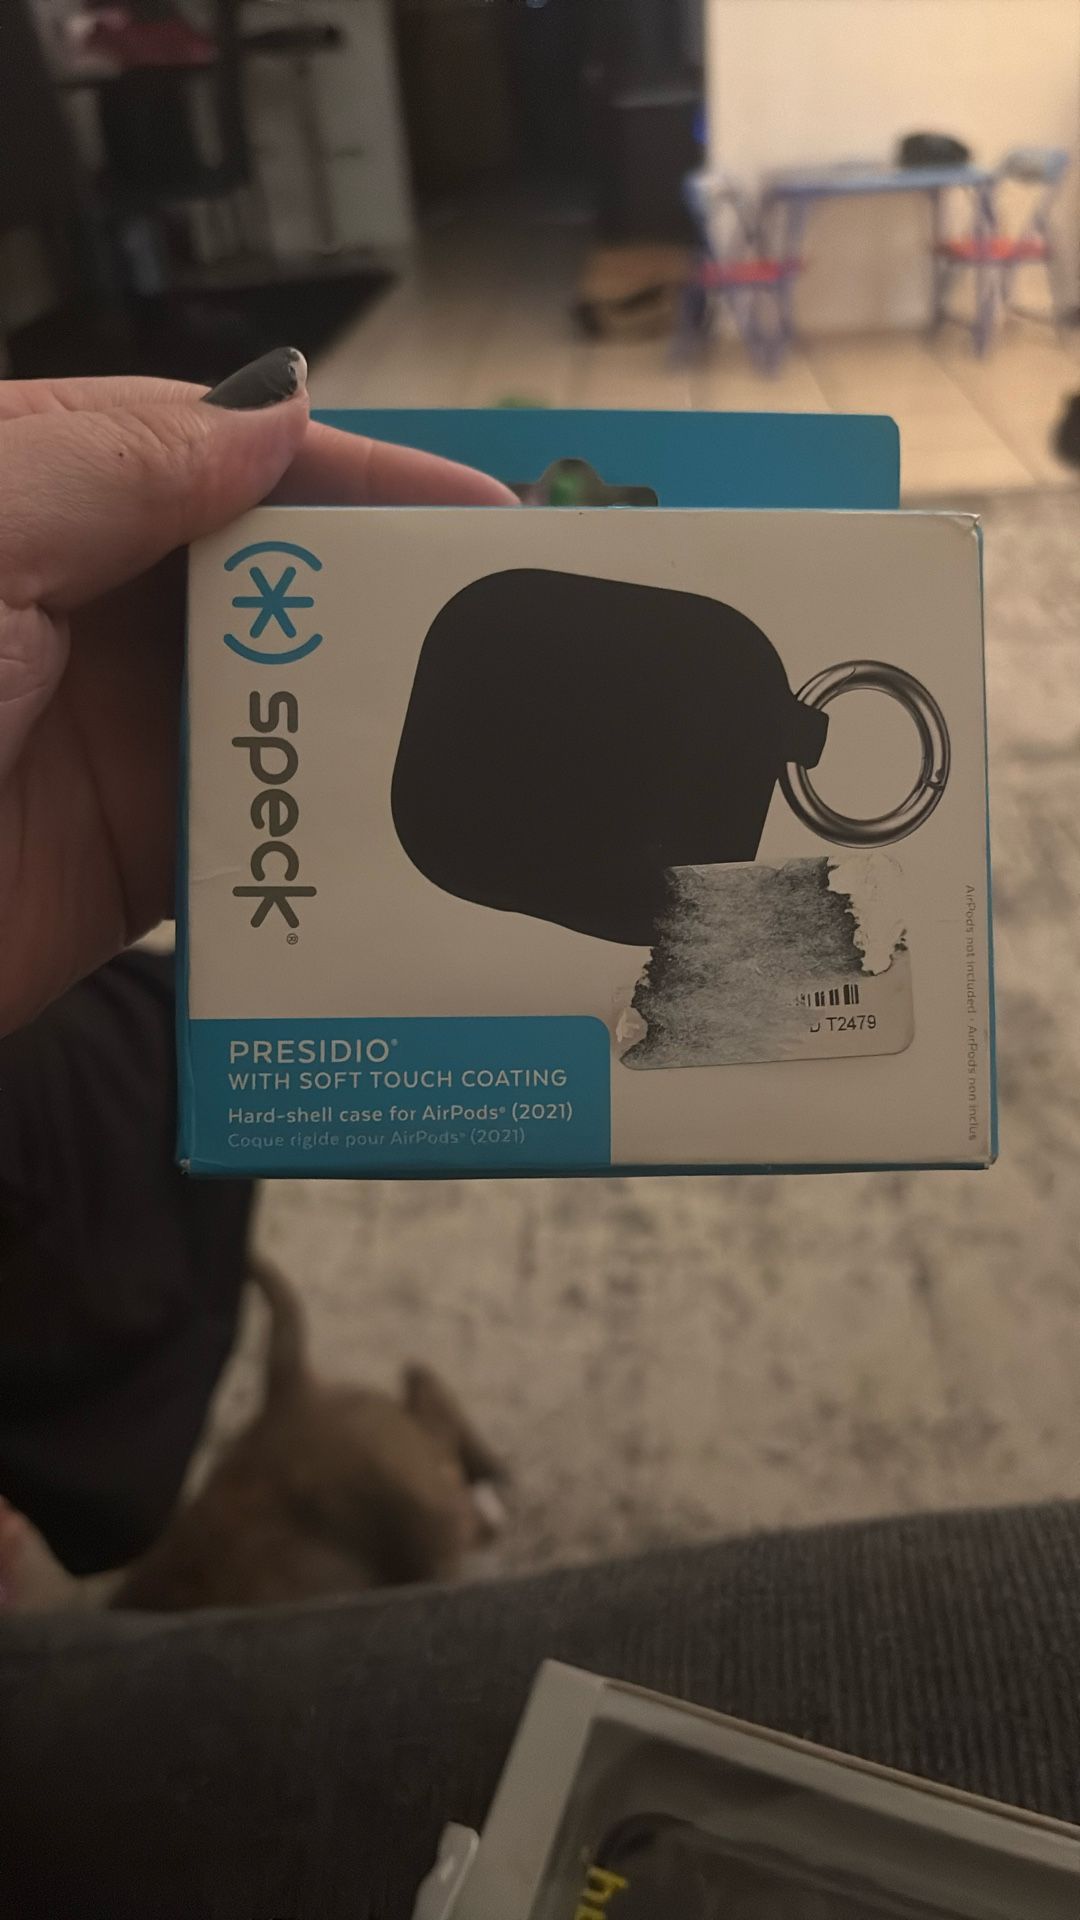 speck®
PRESIDIO®
WITH SOFT TOUCH COATING
Hard-shell case for AirPods® (2021)
Coque rigide pour AirPods® (2021)
T2479
AirPods not included · AirPods non inclus